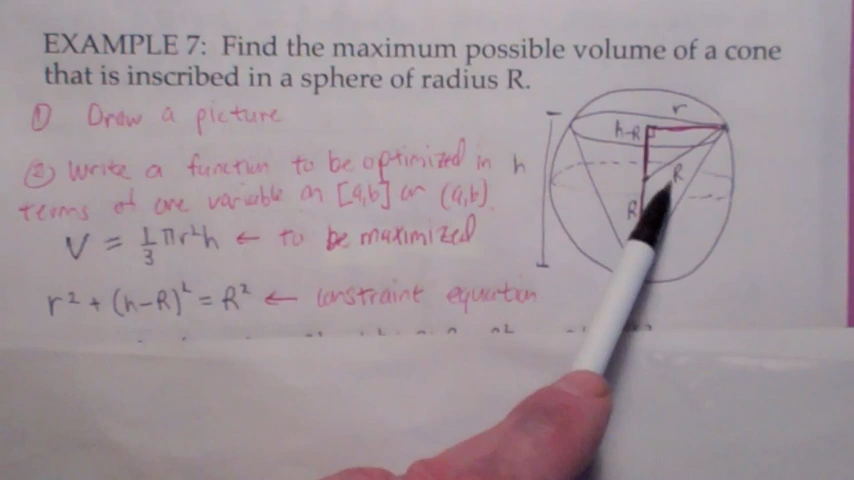 EXAMPLE 7: Find the maximum possible volume of a cone
that is inscribed in a sphere of radius R.
① Draw a picture
② Write a function to be optimized in
terms of one variable on [a,b] or (a,b)
V = 1/3 πr²h ← to be maximized
r² + (h-R)² = R² ← constraint equation
r
h-R
h
R
R